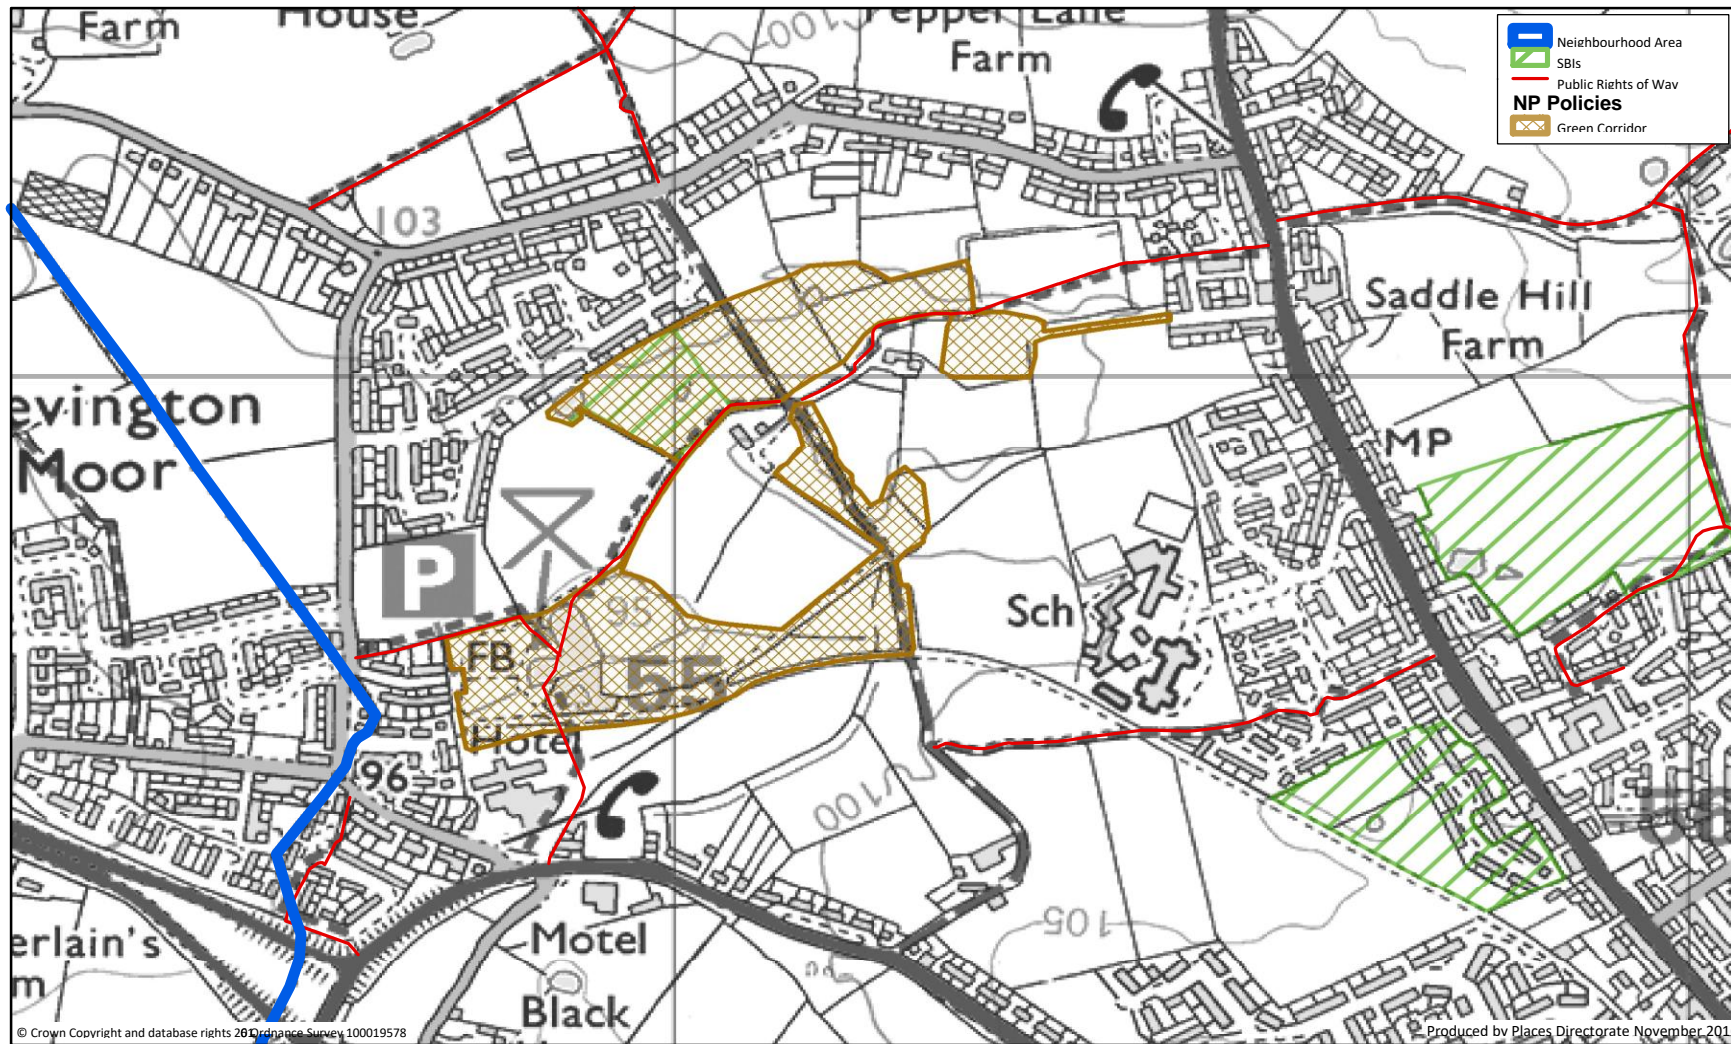 Farm
House
Pepper Lane
Farm
100
Neighbourhood Area
SBIs
Public Rights of Way
NP Policies
Green Corridor
103
Saddle Hill
Farm
evington
Moor
MP
P
95
Sch
FB
55
Hotel
96
100
56
105
erlain's
m
Motel
Black
© Crown Copyright and database rights Ordnance Survey 100019578
Produced by Places Directorate November 201